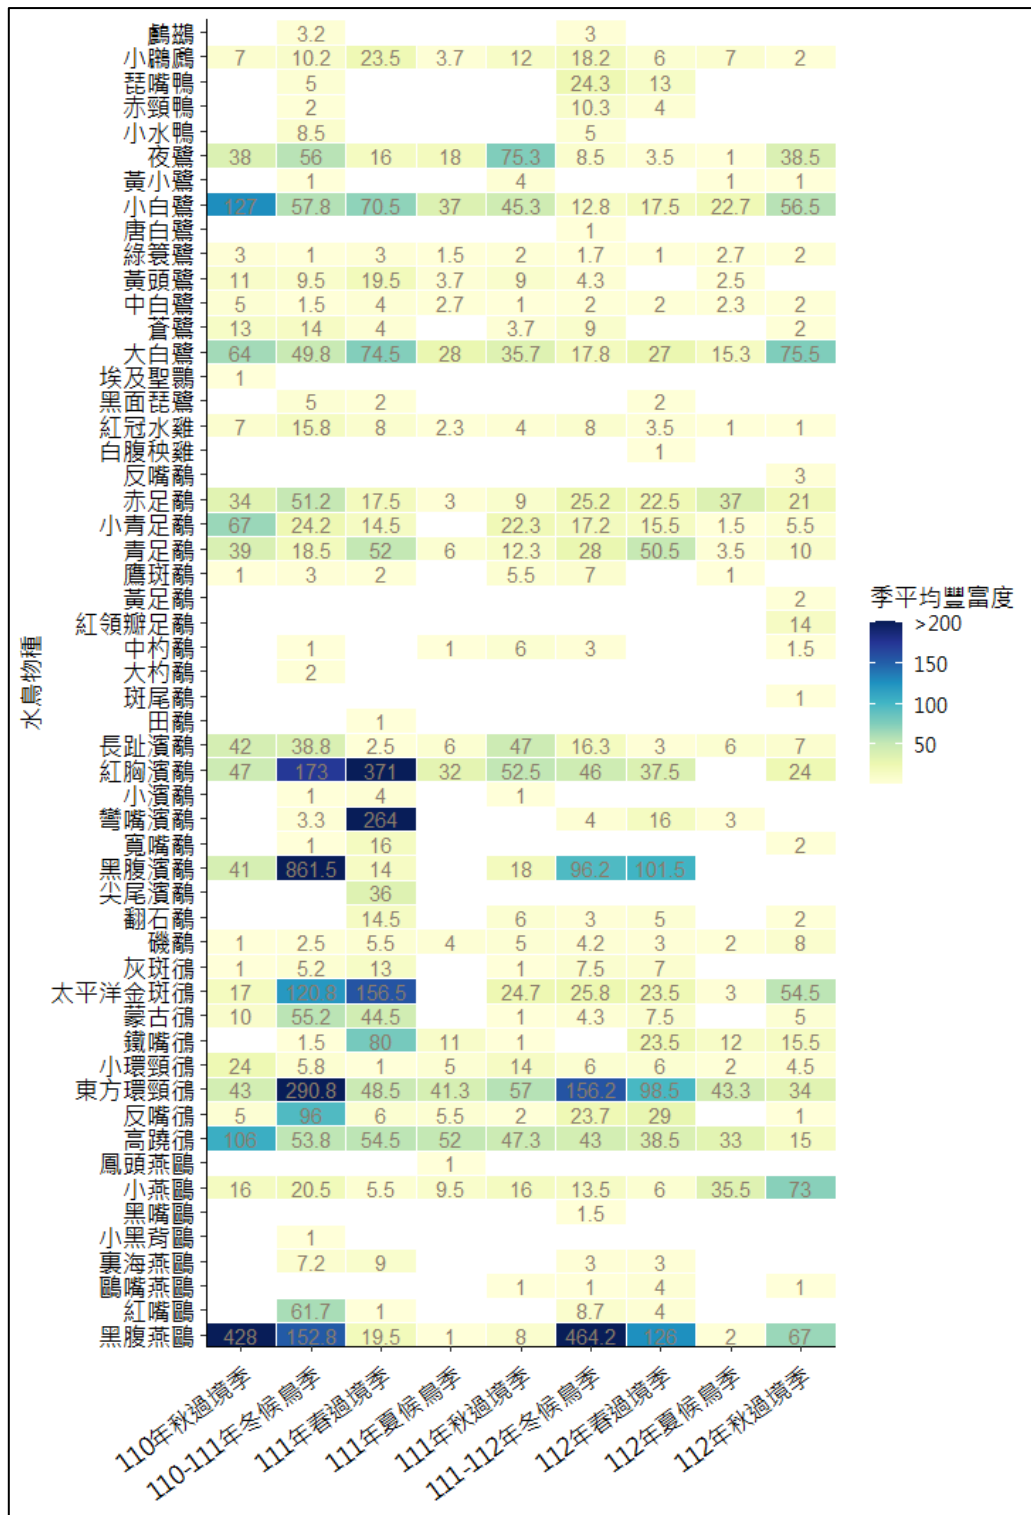 鸕鷀 3.2 3
小鸊鷉 7 10.2 23.5 3.7 12 18.2 6 7 2
琵嘴鴨 5 24.3 13
赤頸鴨 2 10.3 4
小水鴨 8.5 5
夜鷺 38 56 16 18 75.3 8.5 3.5 1 38.5
黃小鷺 1 4 1 1
小白鷺 127 57.8 70.5 37 45.3 12.8 17.5 22.7 56.5
唐白鷺 1
綠簑鷺 3 1 3 1.5 2 1.7 1 2.7 2
黃頭鷺 11 9.5 19.5 3.7 9 4.3 2.5
中白鷺 5 1.5 4 2.7 1 2 2 2.3 2
蒼鷺 13 14 4 3.7 9 2
大白鷺 64 49.8 74.5 28 35.7 17.8 27 15.3 75.5
埃及聖䴉 1
黑面琵鷺 5 2 2
紅冠水雞 7 15.8 8 2.3 4 8 3.5 1 1
白腹秧雞 1
反嘴鷸 3
赤足鷸 34 51.2 17.5 3 9 25.2 22.5 37 21
小青足鷸 67 24.2 14.5 22.3 17.2 15.5 1.5 5.5
青足鷸 39 18.5 52 6 12.3 28 50.5 3.5 10
鷹斑鷸 1 3 2 5.5 7 1
黃足鷸 2
紅領瓣足鷸 14
中杓鷸 1 1 6 3 1.5
大杓鷸 2
斑尾鷸 1
田鷸 1
長趾濱鷸 42 38.8 2.5 6 47 16.3 3 6 7
紅胸濱鷸 47 173 371 32 52.5 46 37.5 24
小濱鷸 1 4 1
彎嘴濱鷸 3.3 264 4 16 3
寬嘴鷸 1 16 2
黑腹濱鷸 41 861.5 14 18 96.2 101.5
尖尾濱鷸 36
翻石鷸 14.5 6 3 5 2
磯鷸 1 2.5 5.5 4 5 4.2 3 2 8
灰斑鴴 1 5.2 13 1 7.5 7
太平洋金斑鴴 17 120.8 156.5 24.7 25.8 23.5 3 54.5
蒙古鴴 10 55.2 44.5 1 4.3 7.5 5
鐵嘴鴴 1.5 80 11 1 23.5 12 15.5
小環頸鴴 24 5.8 1 5 14 6 6 2 4.5
東方環頸鴴 43 290.8 48.5 41.3 57 156.2 98.5 43.3 34
反嘴鴴 5 96 6 5.5 2 23.7 29 1
高蹺鴴 106 53.8 54.5 52 47.3 43 38.5 33 15
鳳頭燕鷗 1
小燕鷗 16 20.5 5.5 9.5 16 13.5 6 35.5 73
黑嘴鷗 1.5
小黑背鷗 1
裏海燕鷗 7.2 9 3 3
鷗嘴燕鷗 1 1 4 1
紅嘴鷗 61.7 1 8.7 4
黑腹燕鷗 428 152.8 19.5 1 8 464.2 126 2 67
水鳥物種
110年秋過境季
110-111年冬候鳥季
111年春過境季
111年夏候鳥季
111年秋過境季
111-112年冬候鳥季
112年春過境季
112年夏候鳥季
112年秋過境季
季平均豐富度
>200
150
100
50